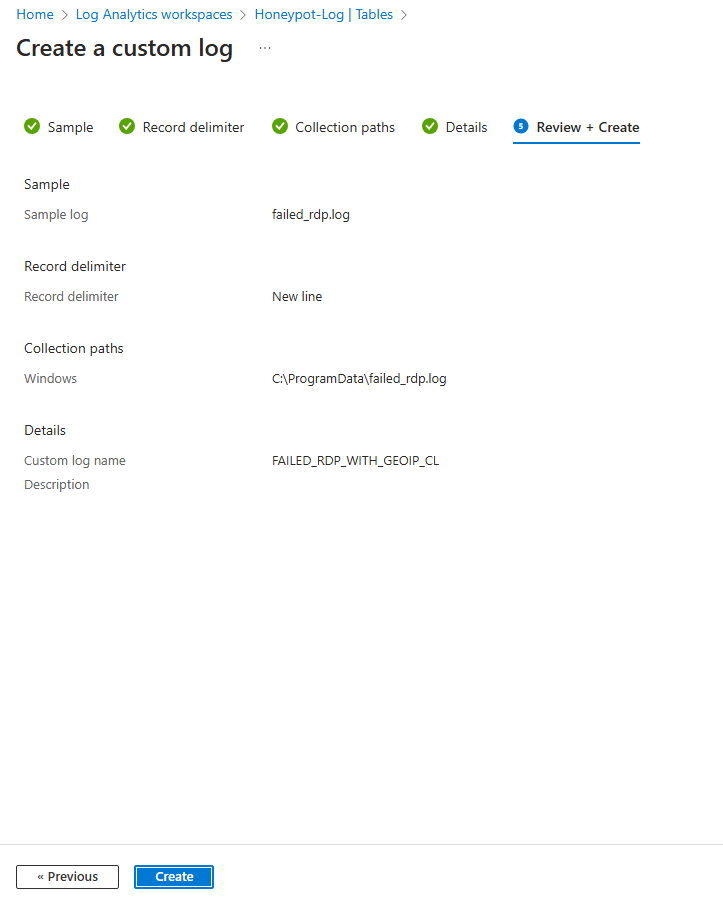 Home > Log Analytics workspaces > Honeypot-Log | Tables >
Create a custom log ...
Sample Record delimiter Collection paths Details 5 Review + Create
Sample
Sample log failed_rdp.log
Record delimiter
Record delimiter New line
Collection paths
Windows C:\ProgramData\failed_rdp.log
Details
Custom log name FAILED_RDP_WITH_GEOIP_CL
Description
« Previous Create